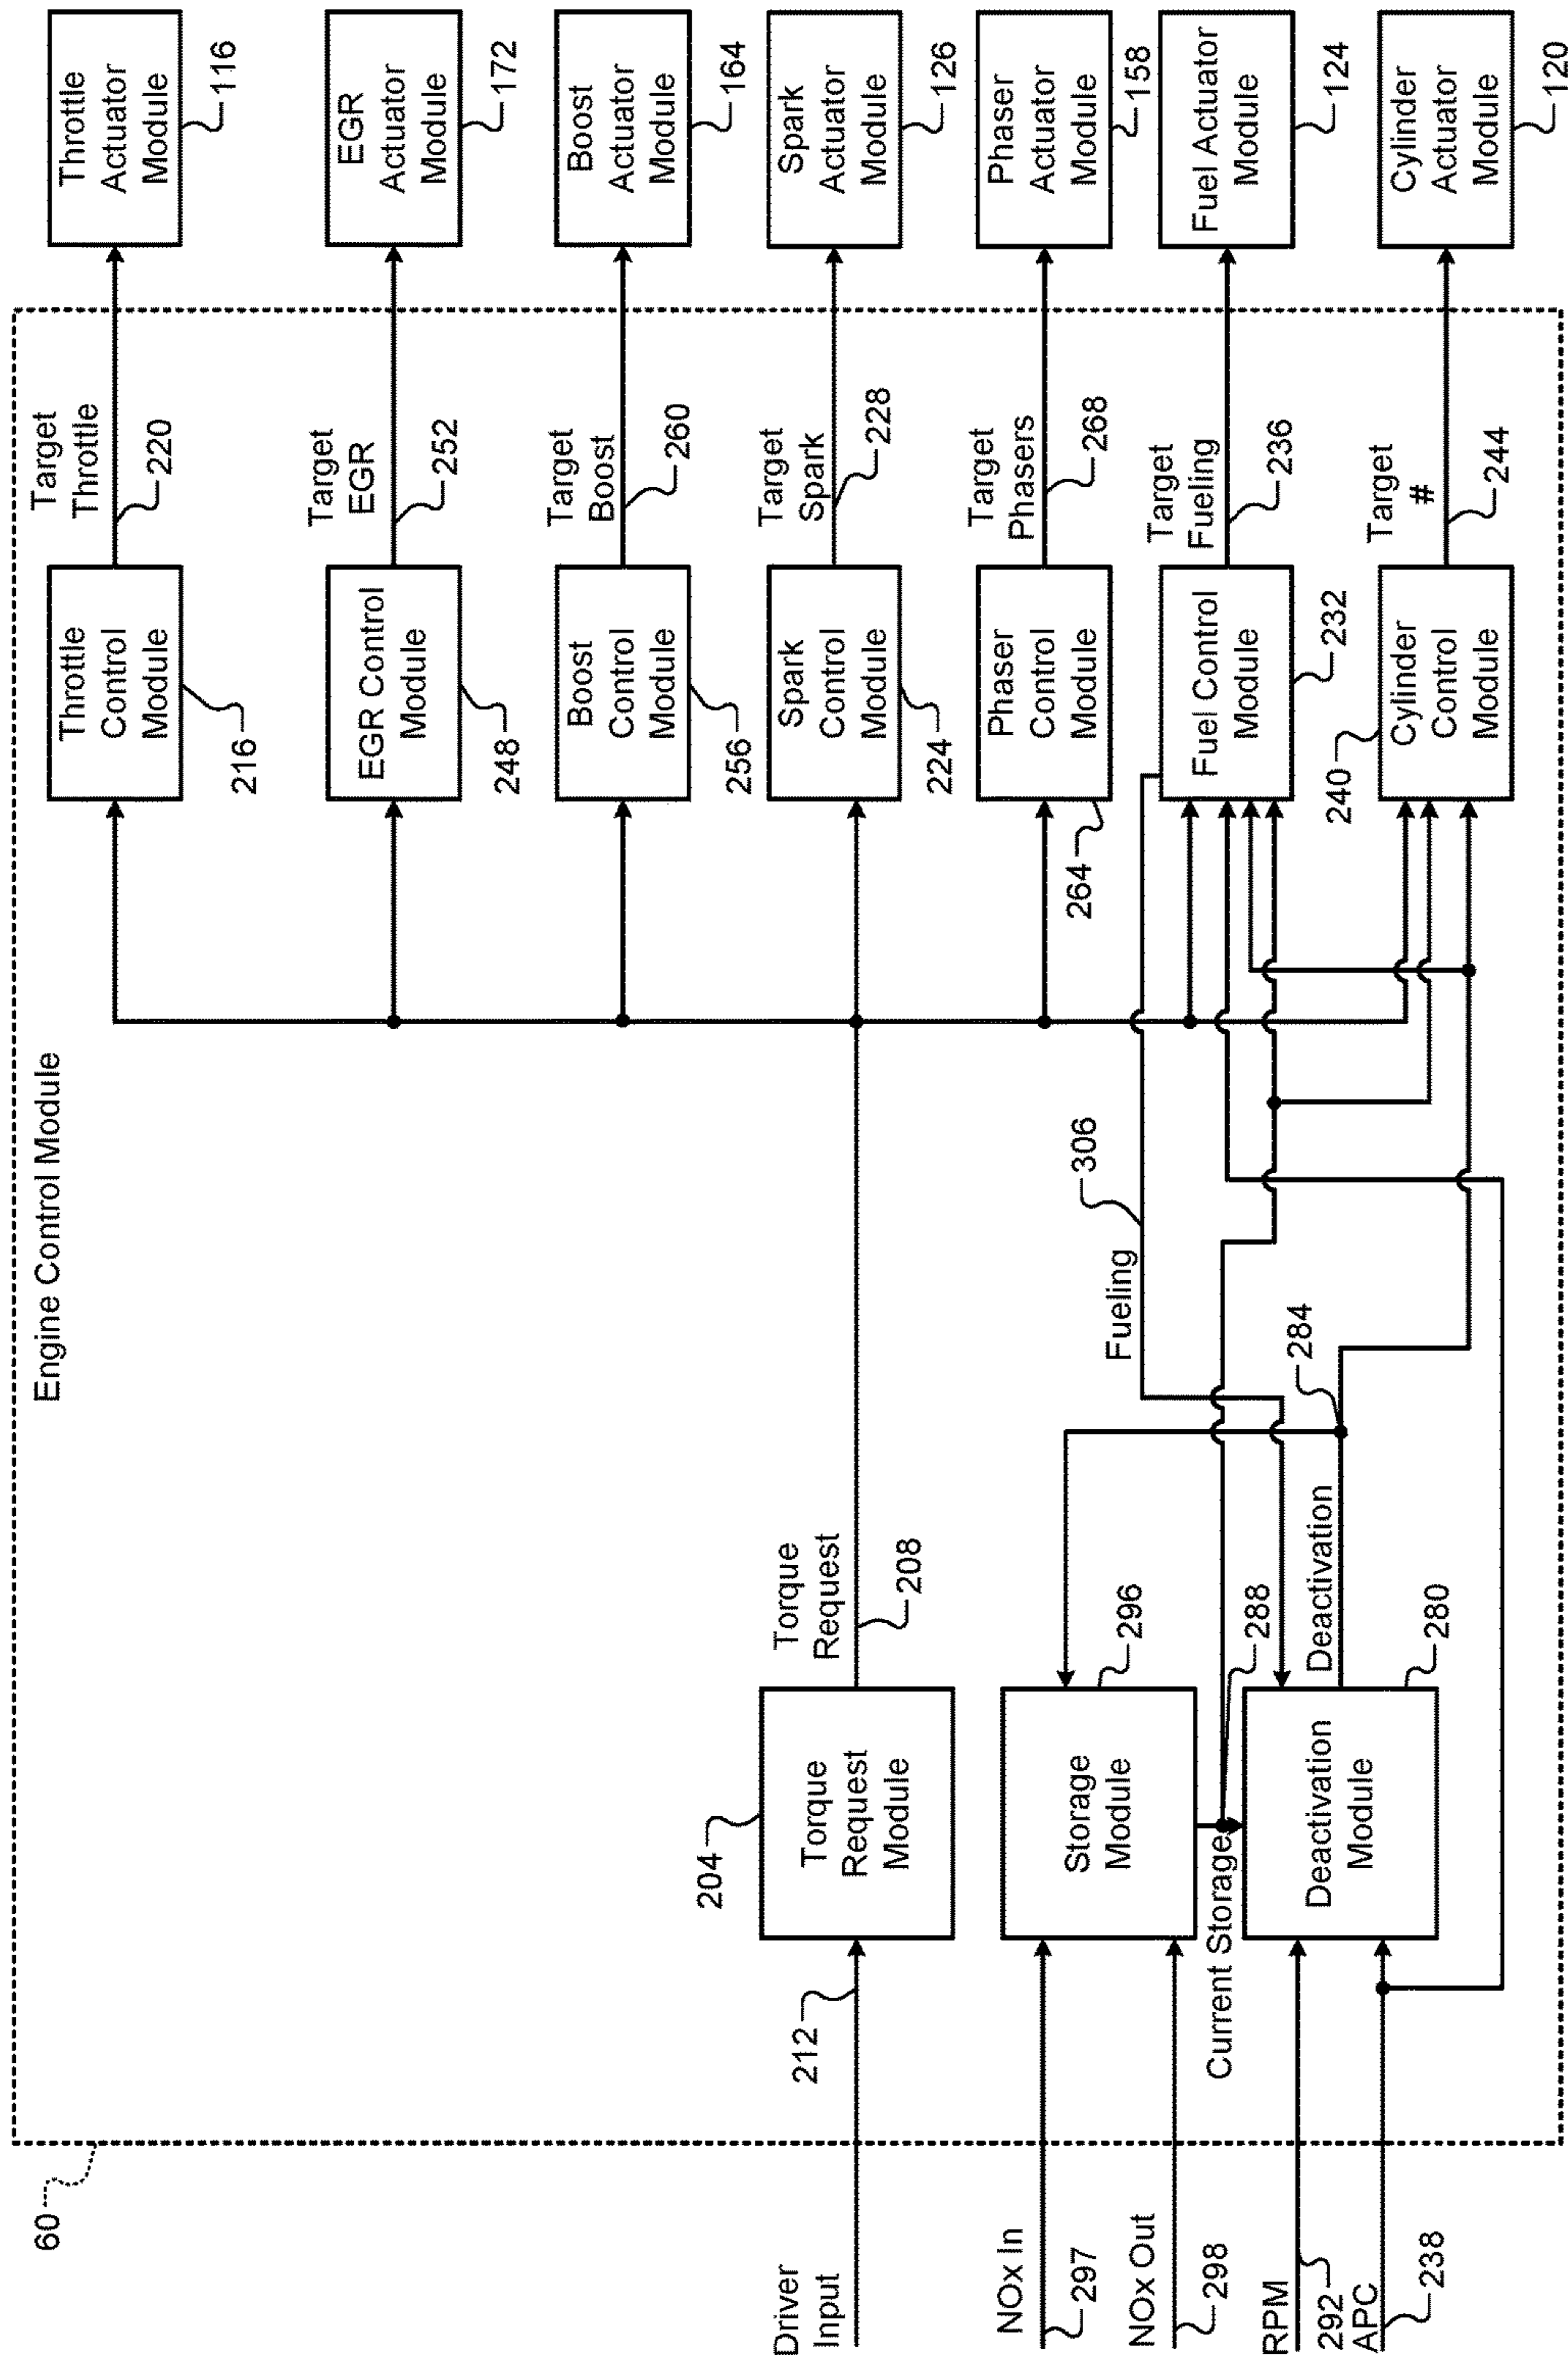 Engine Control Module
60
Driver
Input
212
204
Torque
Request
Module
Torque
Request
208
NOx In
297
NOx Out
298
Storage
Module
296
Current Storage
288
RPM
292
APC
238
Deactivation
Module
280
Deactivation
284
Fueling
306
Throttle
Control
Module
216
Target
Throttle
220
Throttle
Actuator
Module
116
EGR Control
Module
248
Target
EGR
252
EGR
Actuator
Module
172
Boost
Control
Module
256
Target
Boost
260
Boost
Actuator
Module
164
Spark
Control
Module
224
Target
Spark
228
Spark
Actuator
Module
126
Phaser
Control
Module
264
Target
Phasers
268
Phaser
Actuator
Module
158
Fuel Control
Module
232
Target
Fueling
236
Fuel Actuator
Module
124
Cylinder
Control
Module
240
Target
#
244
Cylinder
Actuator
Module
120